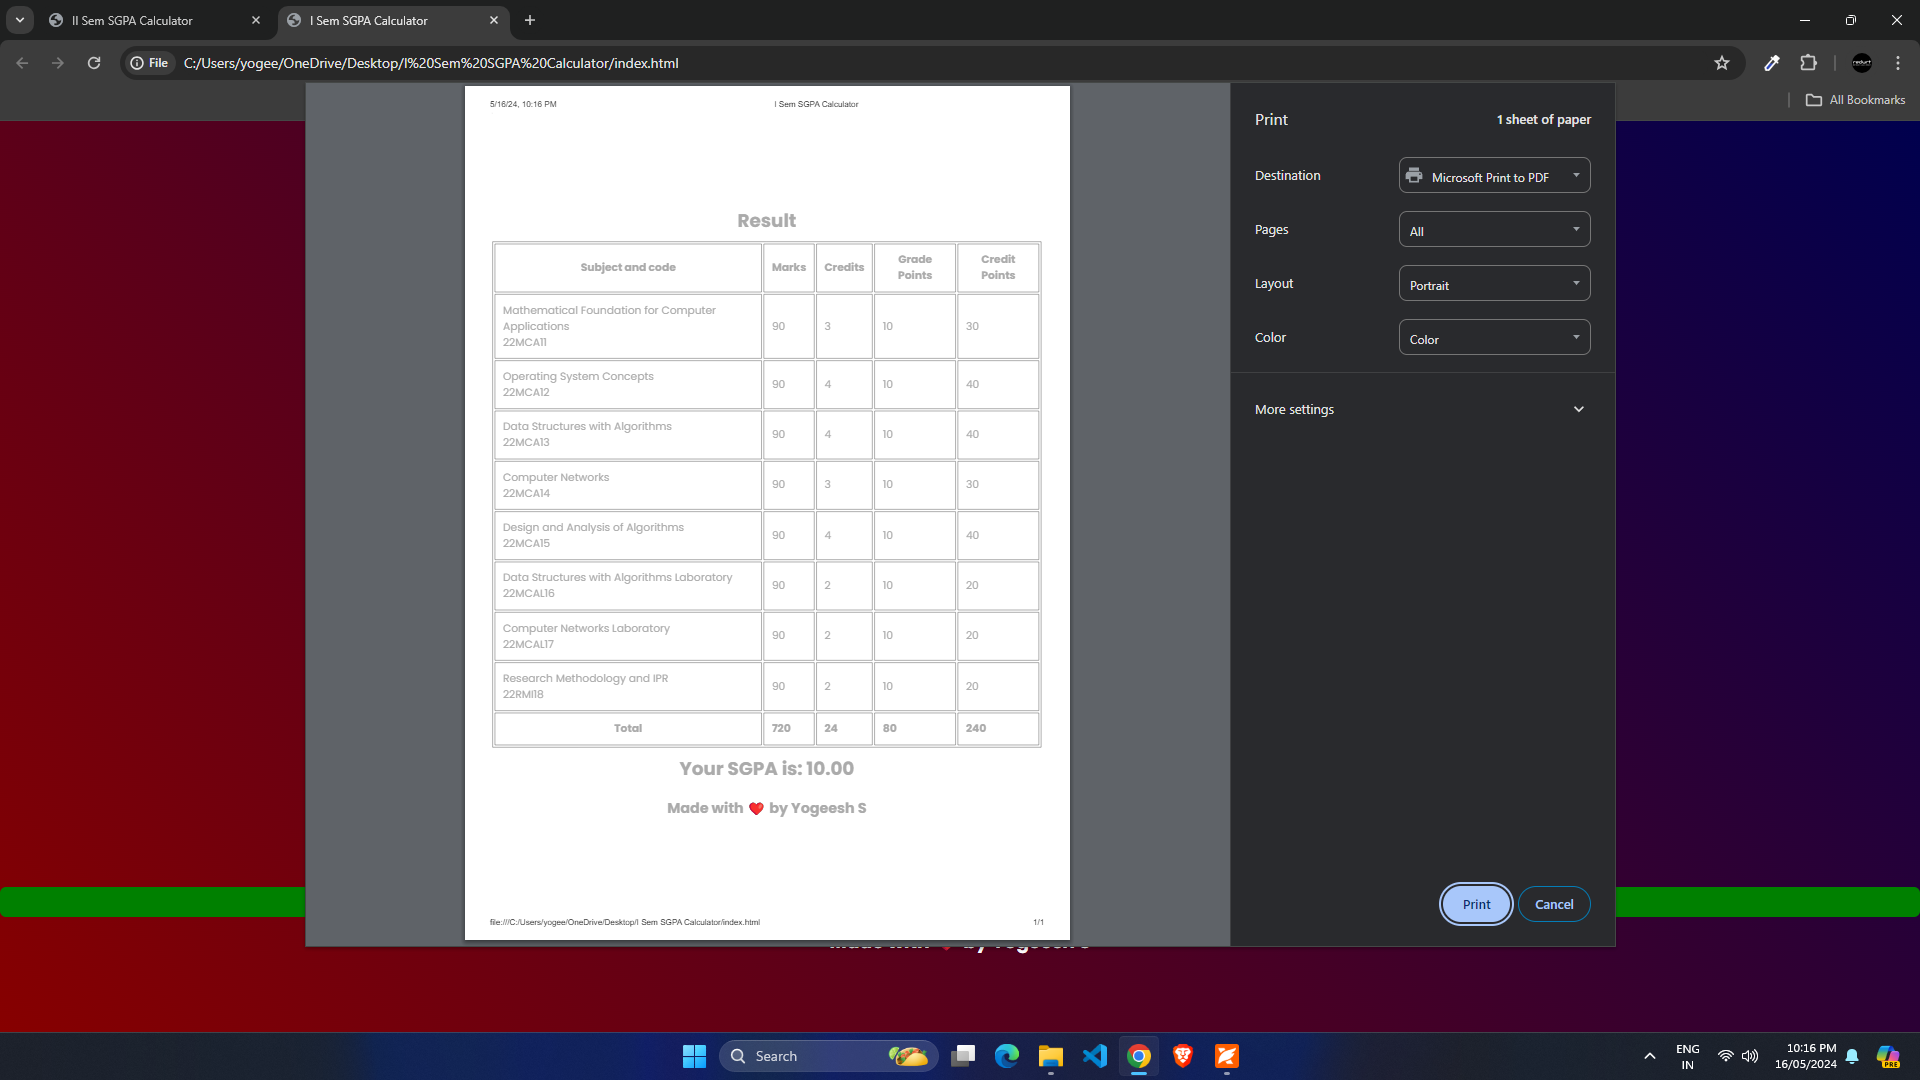 II Sem SGPA Calculator
I Sem SGPA Calculator
File
C:/Users/yogee/OneDrive/Desktop/I%20Sem%20SGPA%20Calculator/index.html
All Bookmarks
5/16/24, 10:16 PM
I Sem SGPA Calculator
Result
Subject and code Marks Credits Grade Points Credit Points
Mathematical Foundation for Computer
Applications
22MCA11
90 3 10 30
Operating System Concepts
22MCA12
90 4 10 40
Data Structures with Algorithms
22MCA13
90 4 10 40
Computer Networks
22MCA14
90 3 10 30
Design and Analysis of Algorithms
22MCA15
90 4 10 40
Data Structures with Algorithms Laboratory
22MCAL16
90 2 10 20
Computer Networks Laboratory
22MCAL17
90 2 10 20
Research Methodology and IPR
22RMI18
90 2 10 20
Total 720 24 80 240
Your SGPA is: 10.00
Made with ❤️ by Yogeesh S
file:///C:/Users/yogee/OneDrive/Desktop/I Sem SGPA Calculator/index.html
1/1
Print
1 sheet of paper
Destination
Microsoft Print to PDF
Pages
All
Layout
Portrait
Color
Color
More settings
Print
Cancel
Search
ENG
IN
10:16 PM
16/05/2024
PRE